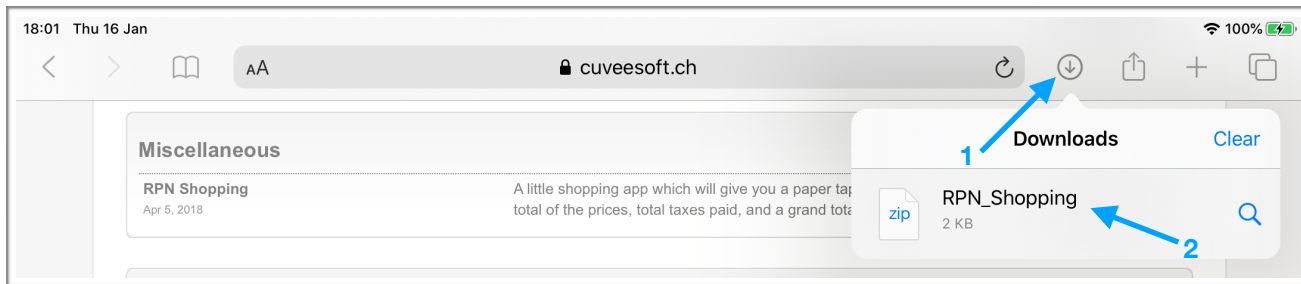 18:01 Thu 16 Jan
100%
AA
cuveesoft.ch
1
Downloads
Clear
Miscellaneous
RPN Shopping
Apr 5, 2018
A little shopping app which will give you a paper
total of the prices, total taxes paid, and a grand
zip
RPN_Shopping
2 KB
2